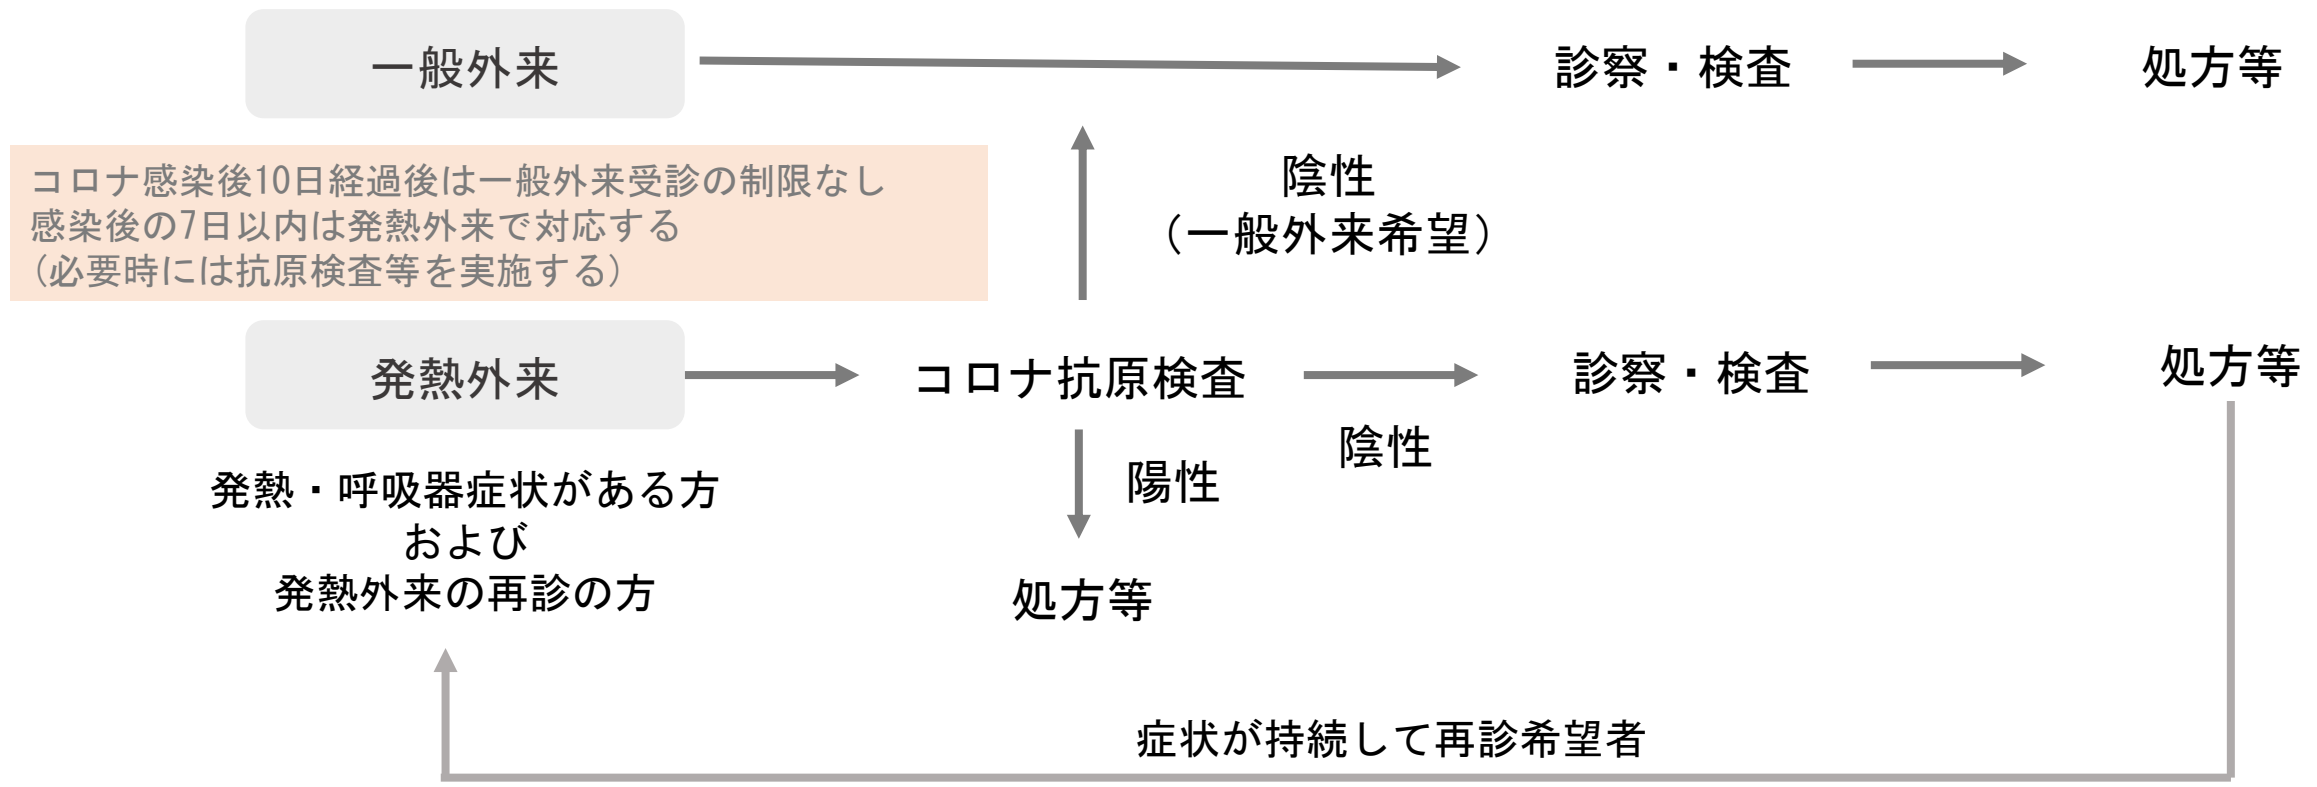 一般外来
診察・検査
処方等
コロナ感染後10日経過後は一般外来受診の制限なし
感染後の7日以内は発熱外来で対応する
(必要時には抗原検査等を実施する)
陰性
（一般外来希望）
発熱外来
コロナ抗原検査
診察・検査
処方等
陰性
陽性
発熱・呼吸器症状がある方
および
発熱外来の再診の方
処方等
症状が持続して再診希望者